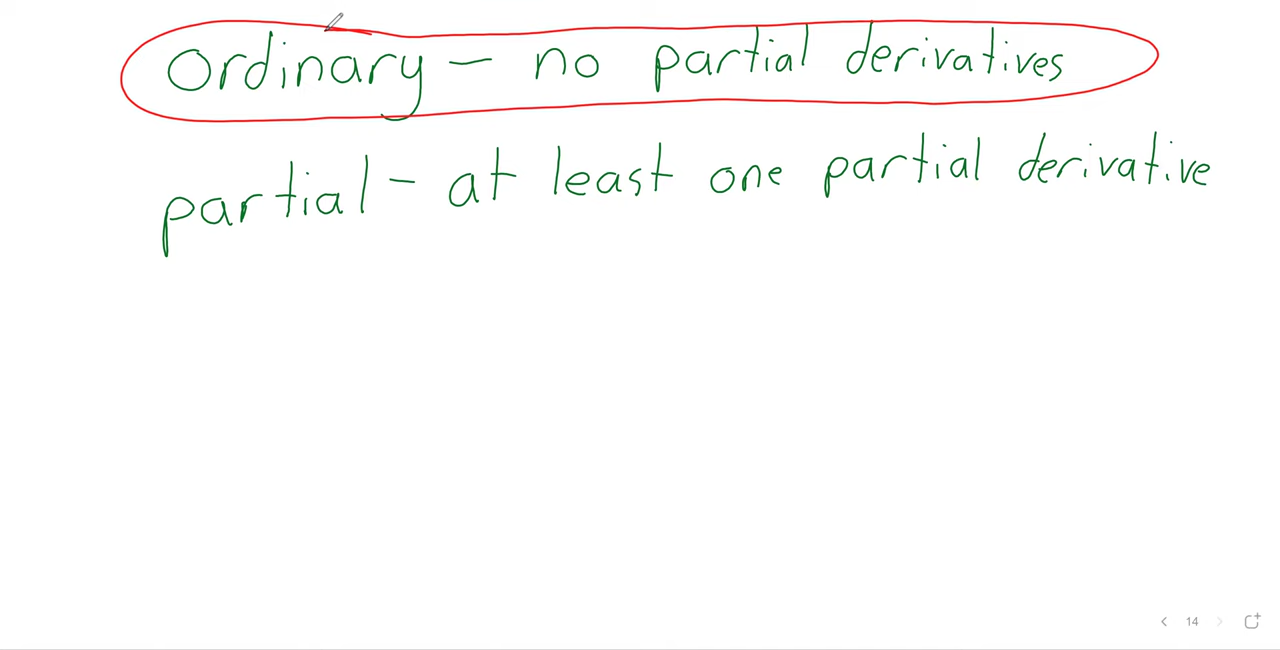 Ordinary – no partial derivatives
partial – at least one partial derivative
14